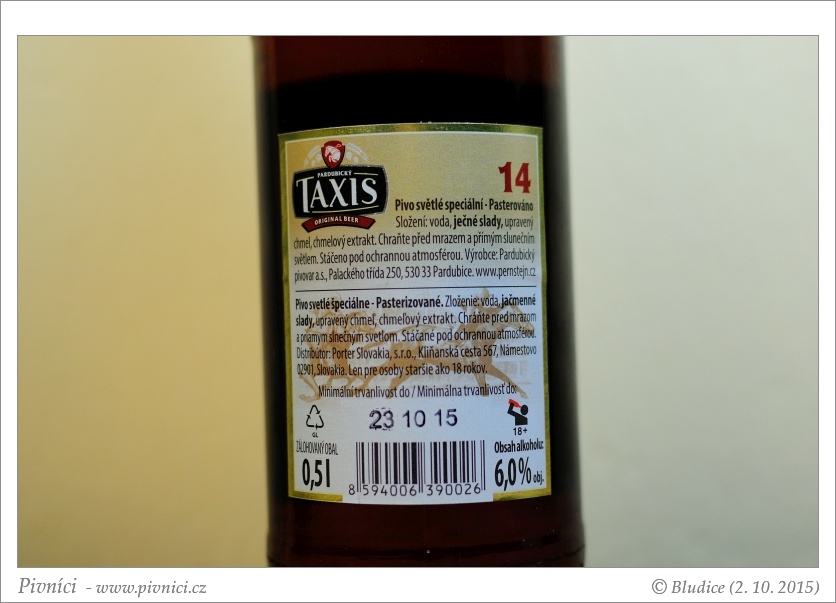 PARDUBICKÝ
TAXIS
ORIGINAL BEER
14
Pivo světlé speciální - Pasterováno
Složení: voda, ječné slady, upravený
chmel, chmelový extrakt. Chraňte před mrazem a přímým slunečním
světlem. Stáčeno pod ochrannou atmosférou. Výrobce: Pardubický
pivovar a.s., Palackého třída 250, 530 33 Pardubice. www.pernstejn.cz
Pivo svetlé špeciálne - Pasterizované. Zloženie: voda, jačmenné
slady, upravený chmeľ, chmeľový extrakt. Chráňte pred mrazom
a priamym slnečným svetlom. Stáčané pod ochrannou atmosférou.
Distribútor: Porter Slovakia, s.r.o., Kliňanská cesta 567, Námestovo
02901, Slovakia. Len pre osoby staršie ako 18 rokov.
Minimální trvanlivost do / Minimálna trvanlivosť do:
23 10 15
GL
18+
ZÁLOHOVANÝ OBAL
0,5 l
8 594006 390026
Obsah alkoholu:
6,0 % obj.
Pivníci - www.pivnici.cz
© Bludice (2. 10. 2015)